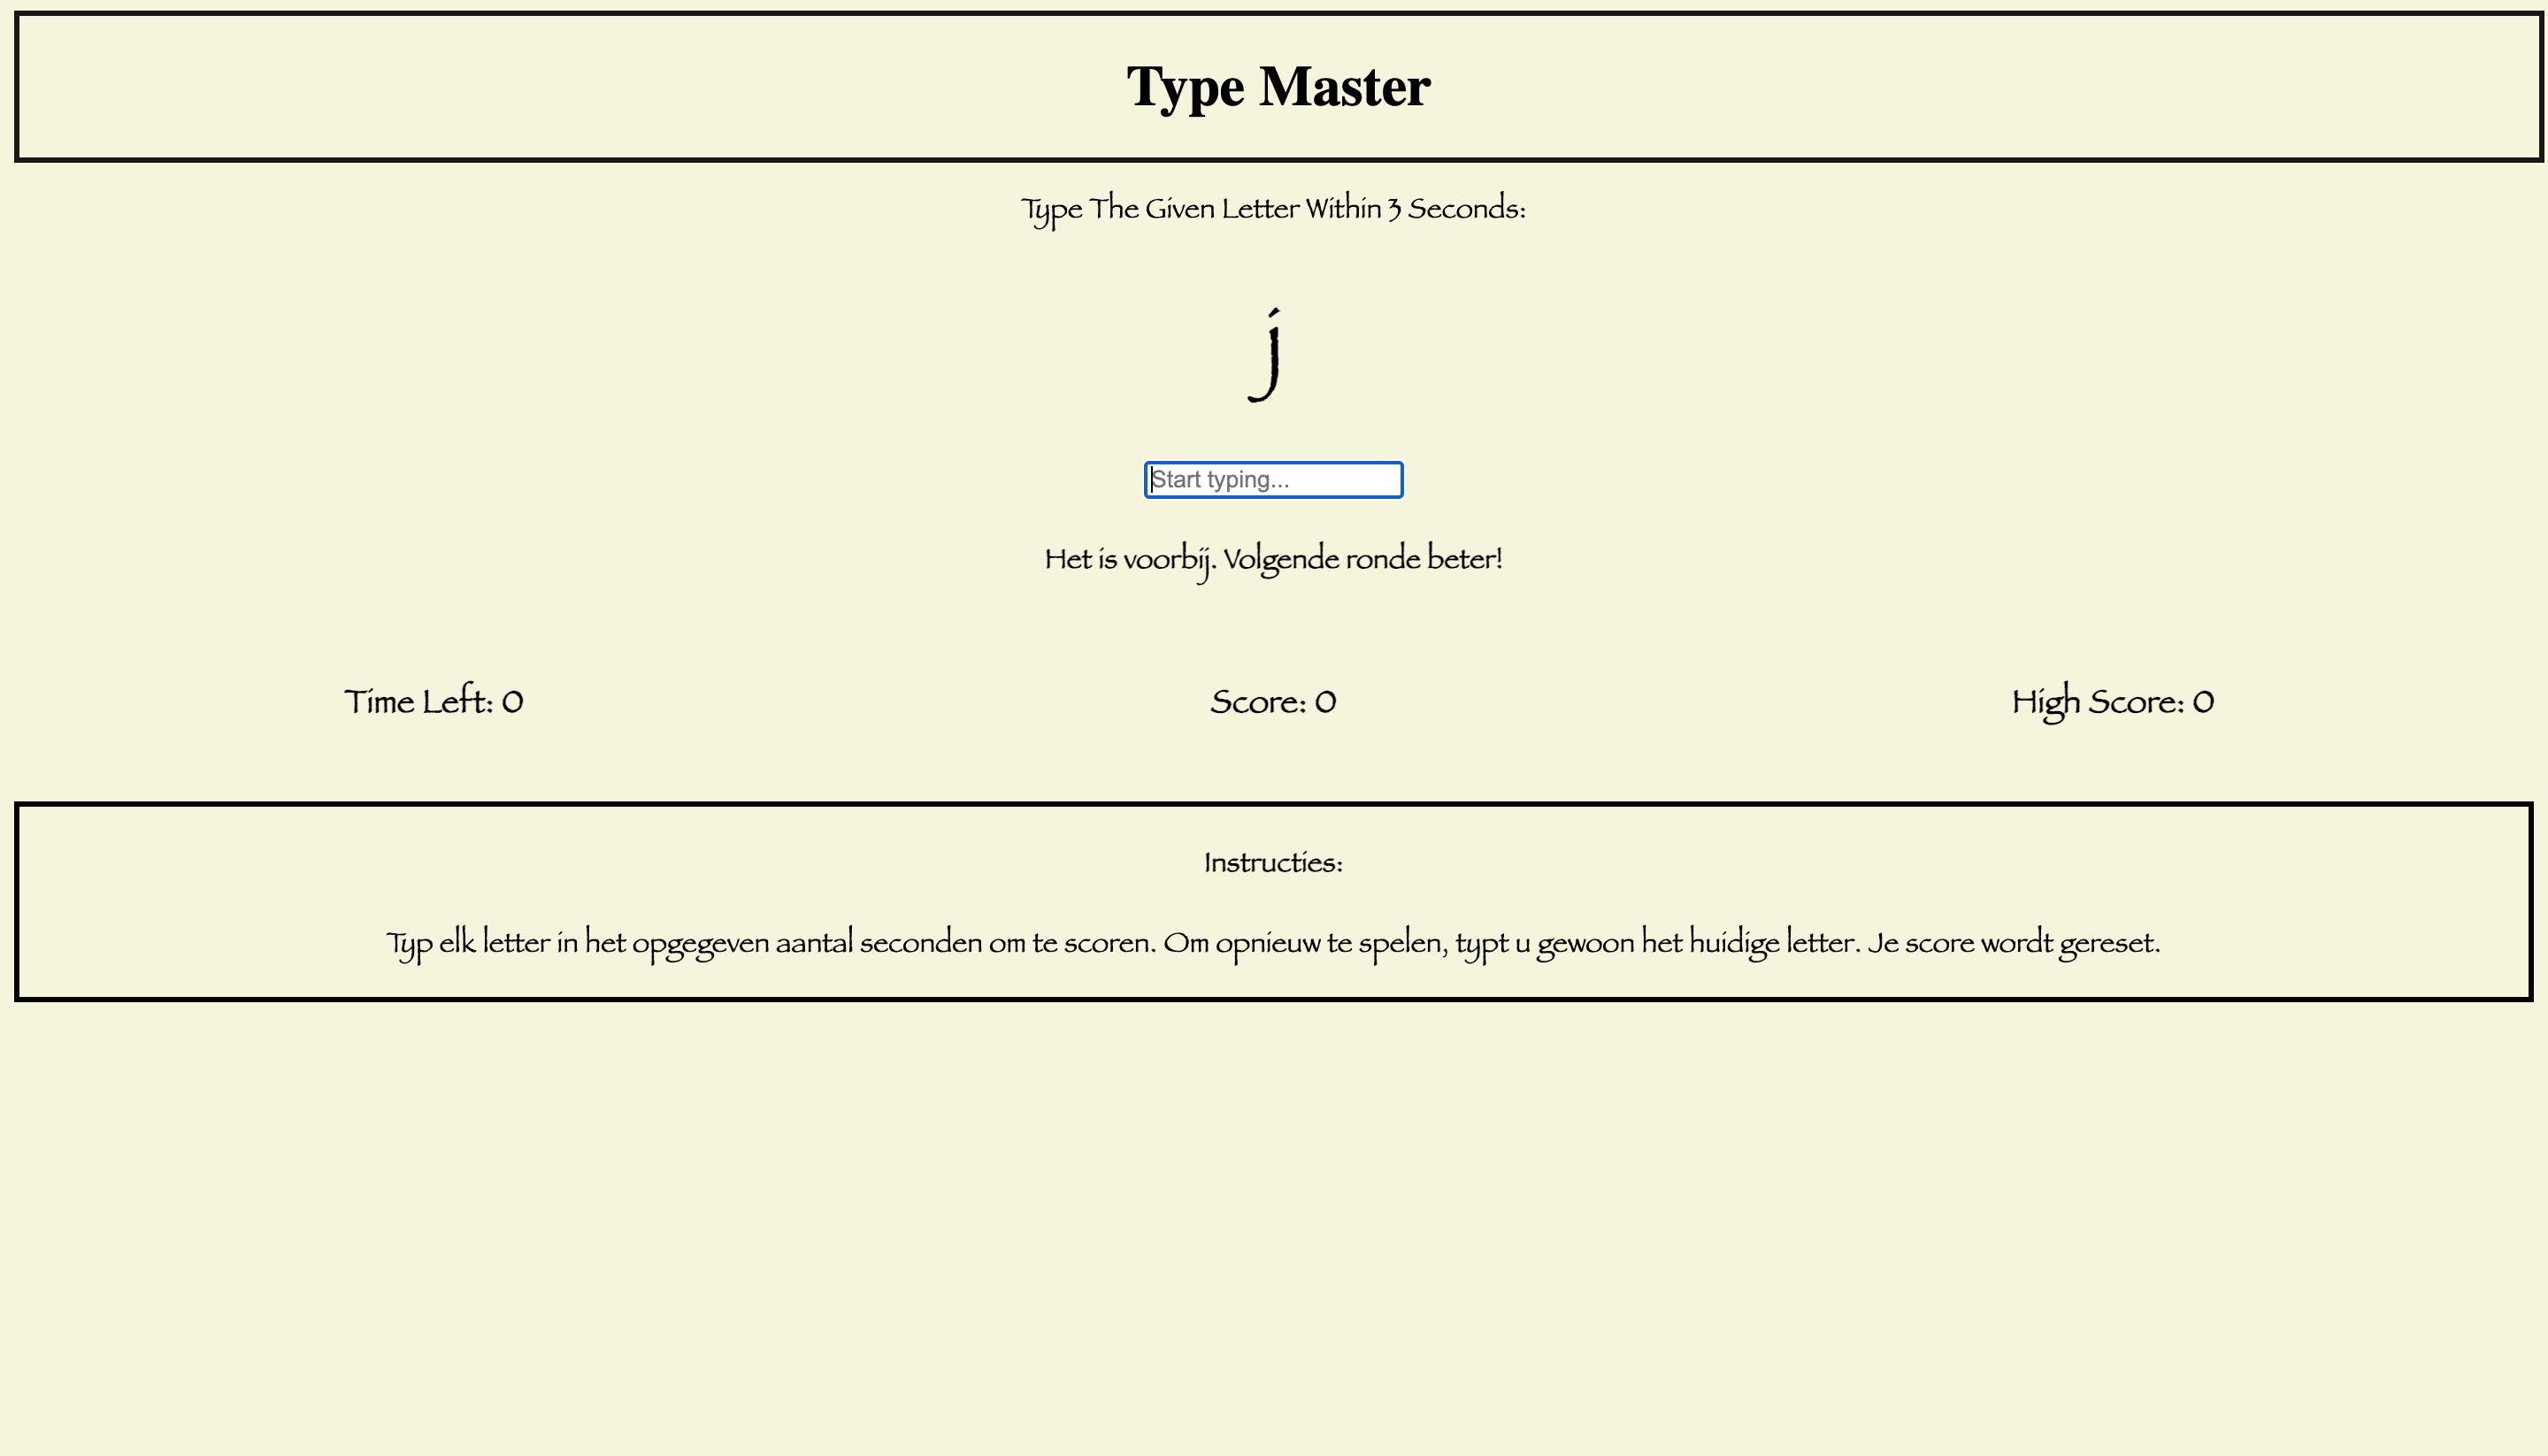 Type Master
Type The Given Letter Within 3 Seconds:
j
Start typing...
Het is voorbij. Volgende ronde beter!
Time Left: 0
Score: 0
High Score: 0
Instructies:
Typ elk letter in het opgegeven aantal seconden om te scoren. Om opnieuw te spelen, typt u gewoon het huidige letter. Je score wordt gereset.